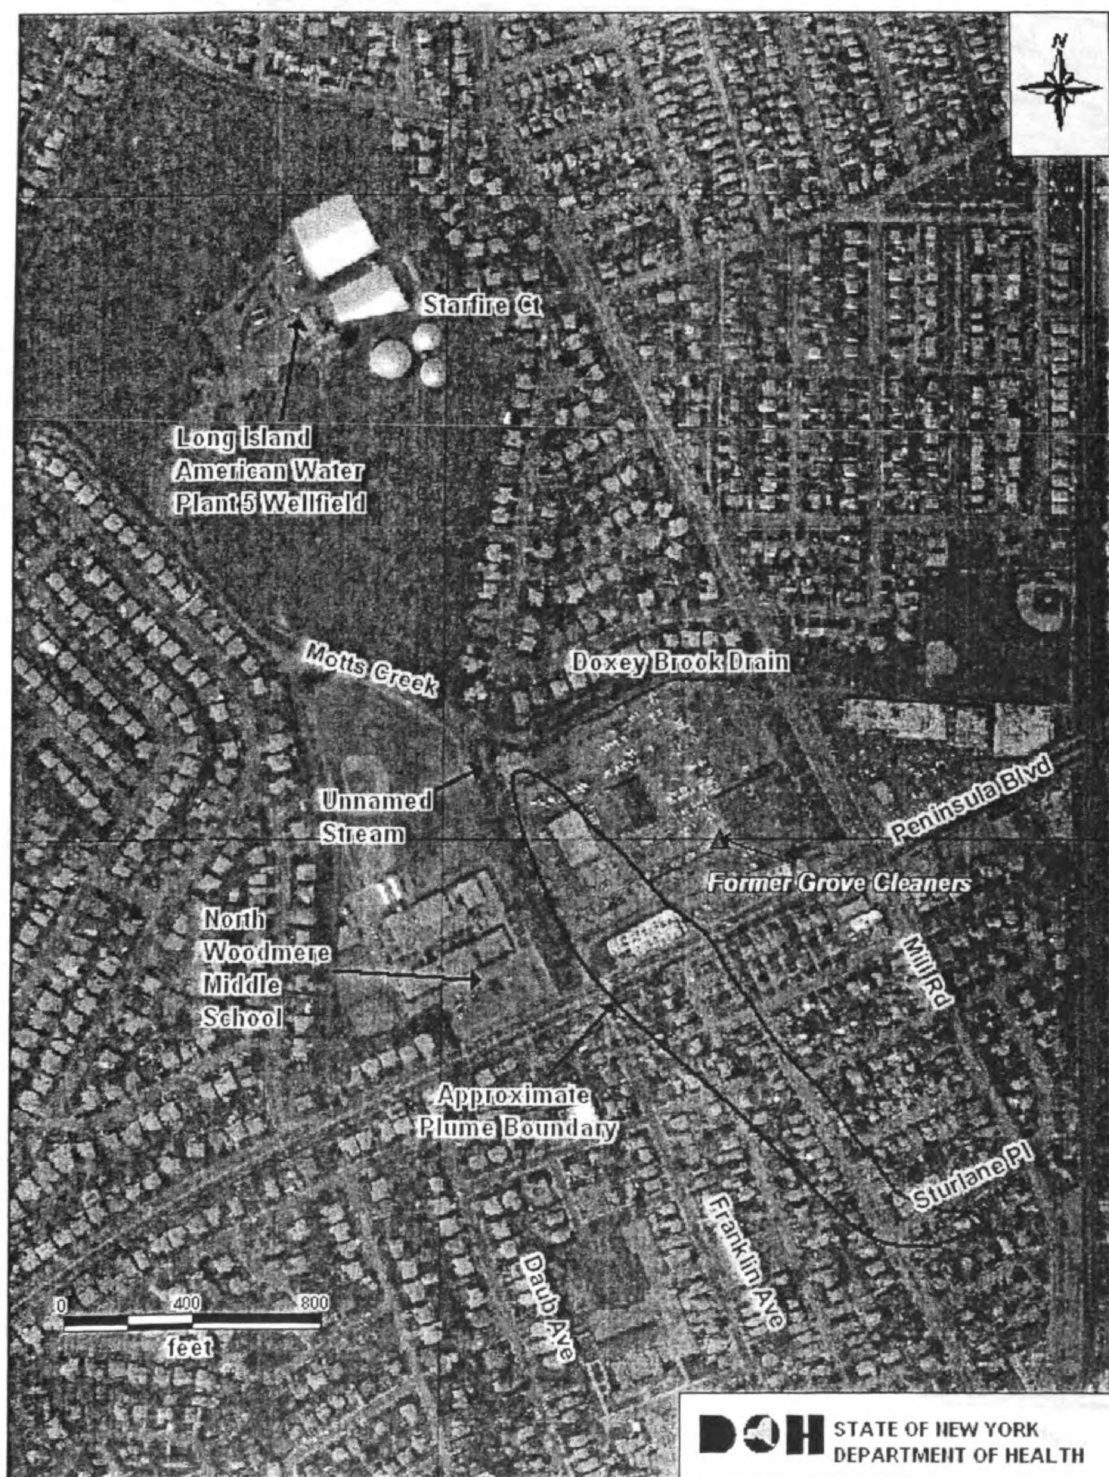 N
Starfire Ct
Long Island
American Water
Plant 5 Wellfield
Motts Creek
Doxey Brook Drain
Unnamed
Stream
Peninsula Blvd
Former Grove Cleaners
North
Woodmere
Middle
School
Mill Rd
Approximate
Plume Boundary
Sturlane Pl
Franklin Ave
Daub Ave
0 400 800
feet
DOH
STATE OF NEW YORK
DEPARTMENT OF HEALTH